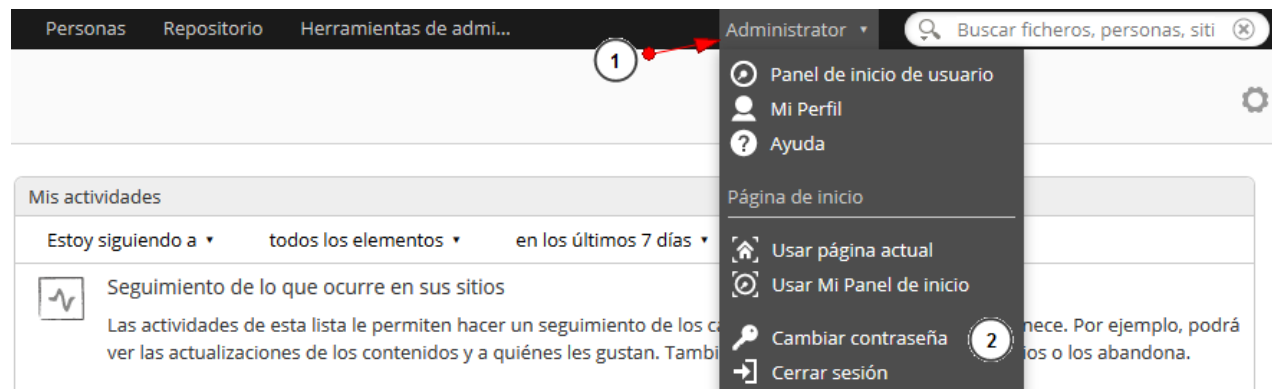 Personas Repositorio Herramientas de admi... Administrator Buscar ficheros, personas, siti
1
Panel de inicio de usuario
Mi Perfil
Ayuda
Página de inicio
Usar página actual
Usar Mi Panel de inicio
Cambiar contraseña 2
Cerrar sesión
Mis actividades
Estoy siguiendo a todos los elementos en los últimos 7 días
Seguimiento de lo que ocurre en sus sitios
Las actividades de esta lista le permiten hacer un seguimiento de los nece. Por ejemplo, podrá
ver las actualizaciones de los contenidos y a quiénes les gustan. Tambi ios o los abandona.